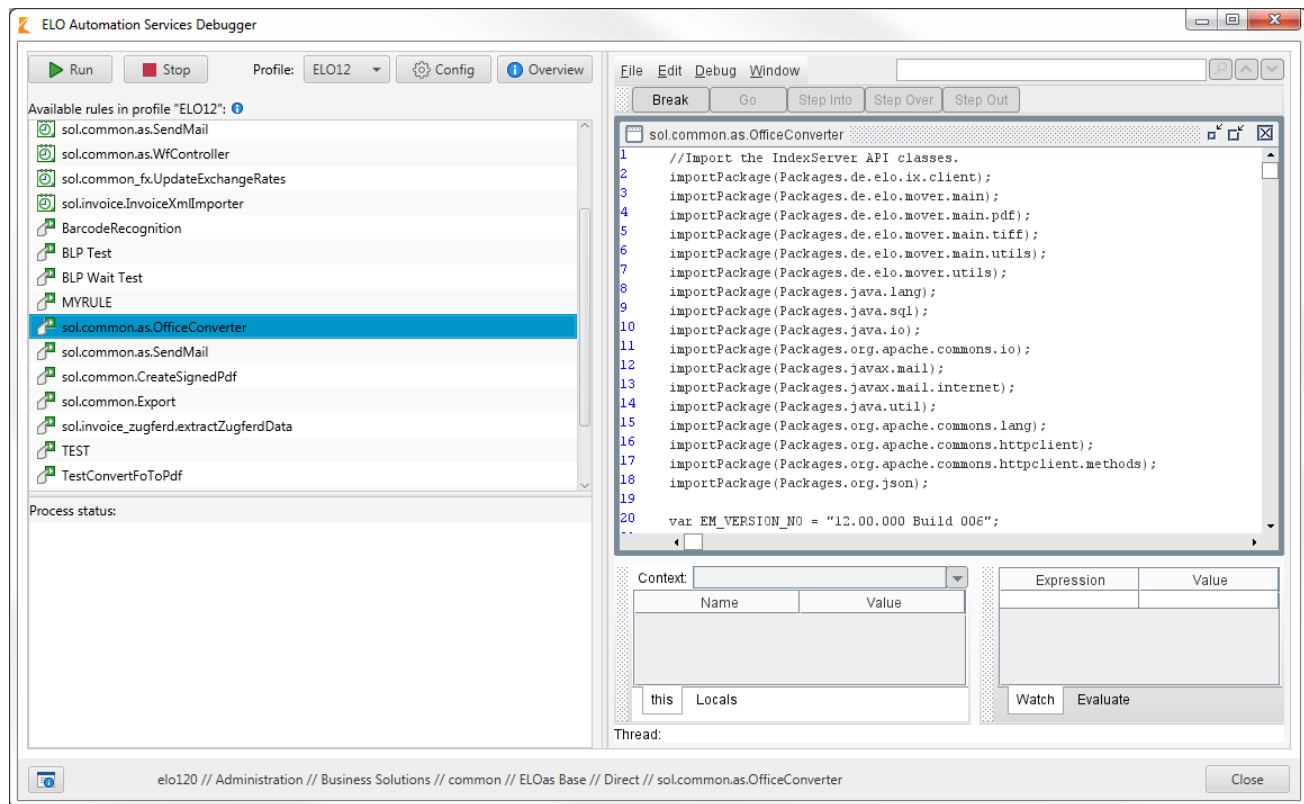 ELO Automation Services Debugger
Run Stop Profile: ELO12 Config Overview
Available rules in profile "ELO12":
sol.common.as.SendMail
sol.common.as.WfController
sol.common_fx.UpdateExchangeRates
sol.invoice.InvoiceXmlImporter
BarcodeRecognition
BLP Test
BLP Wait Test
MYRULE
sol.common.as.OfficeConverter
sol.common.as.SendMail
sol.common.CreateSignedPdf
sol.common.Export
sol.invoice_zugferd.extractZugferdData
TEST
TestConvertFoToPdf
Process status:
File Edit Debug Window
Break Go Step Into Step Over Step Out
sol.common.as.OfficeConverter
1 //Import the IndexServer API classes.
2 importPackage(Packages.de.elo.ix.client);
3 importPackage(Packages.de.elo.mover.main);
4 importPackage(Packages.de.elo.mover.main.pdf);
5 importPackage(Packages.de.elo.mover.main.tiff);
6 importPackage(Packages.de.elo.mover.main.utils);
7 importPackage(Packages.de.elo.mover.utils);
8 importPackage(Packages.java.lang);
9 importPackage(Packages.java.sql);
10 importPackage(Packages.java.io);
11 importPackage(Packages.org.apache.commons.io);
12 importPackage(Packages.javax.mail);
13 importPackage(Packages.javax.mail.internet);
14 importPackage(Packages.java.util);
15 importPackage(Packages.org.apache.commons.lang);
16 importPackage(Packages.org.apache.commons.httpclient);
17 importPackage(Packages.org.apache.commons.httpclient.methods);
18 importPackage(Packages.org.json);
19
20 var EM_VERSION_NO = "12.00.000 Build 006";
Context:
Name Value
this Locals
Expression Value
Watch Evaluate
Thread:
elo120 // Administration // Business Solutions // common // ELOas Base // Direct // sol.common.as.OfficeConverter
Close